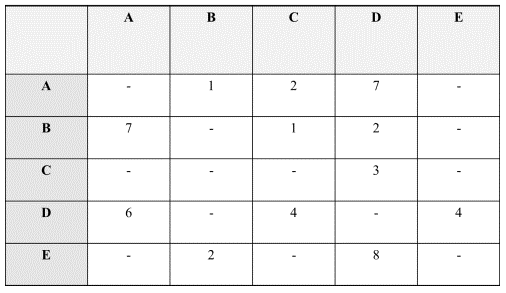 A B C D E
A - 1 2 7 -
B 7 - 1 2 -
C - - - 3 -
D 6 - 4 - 4
E - 2 - 8 -